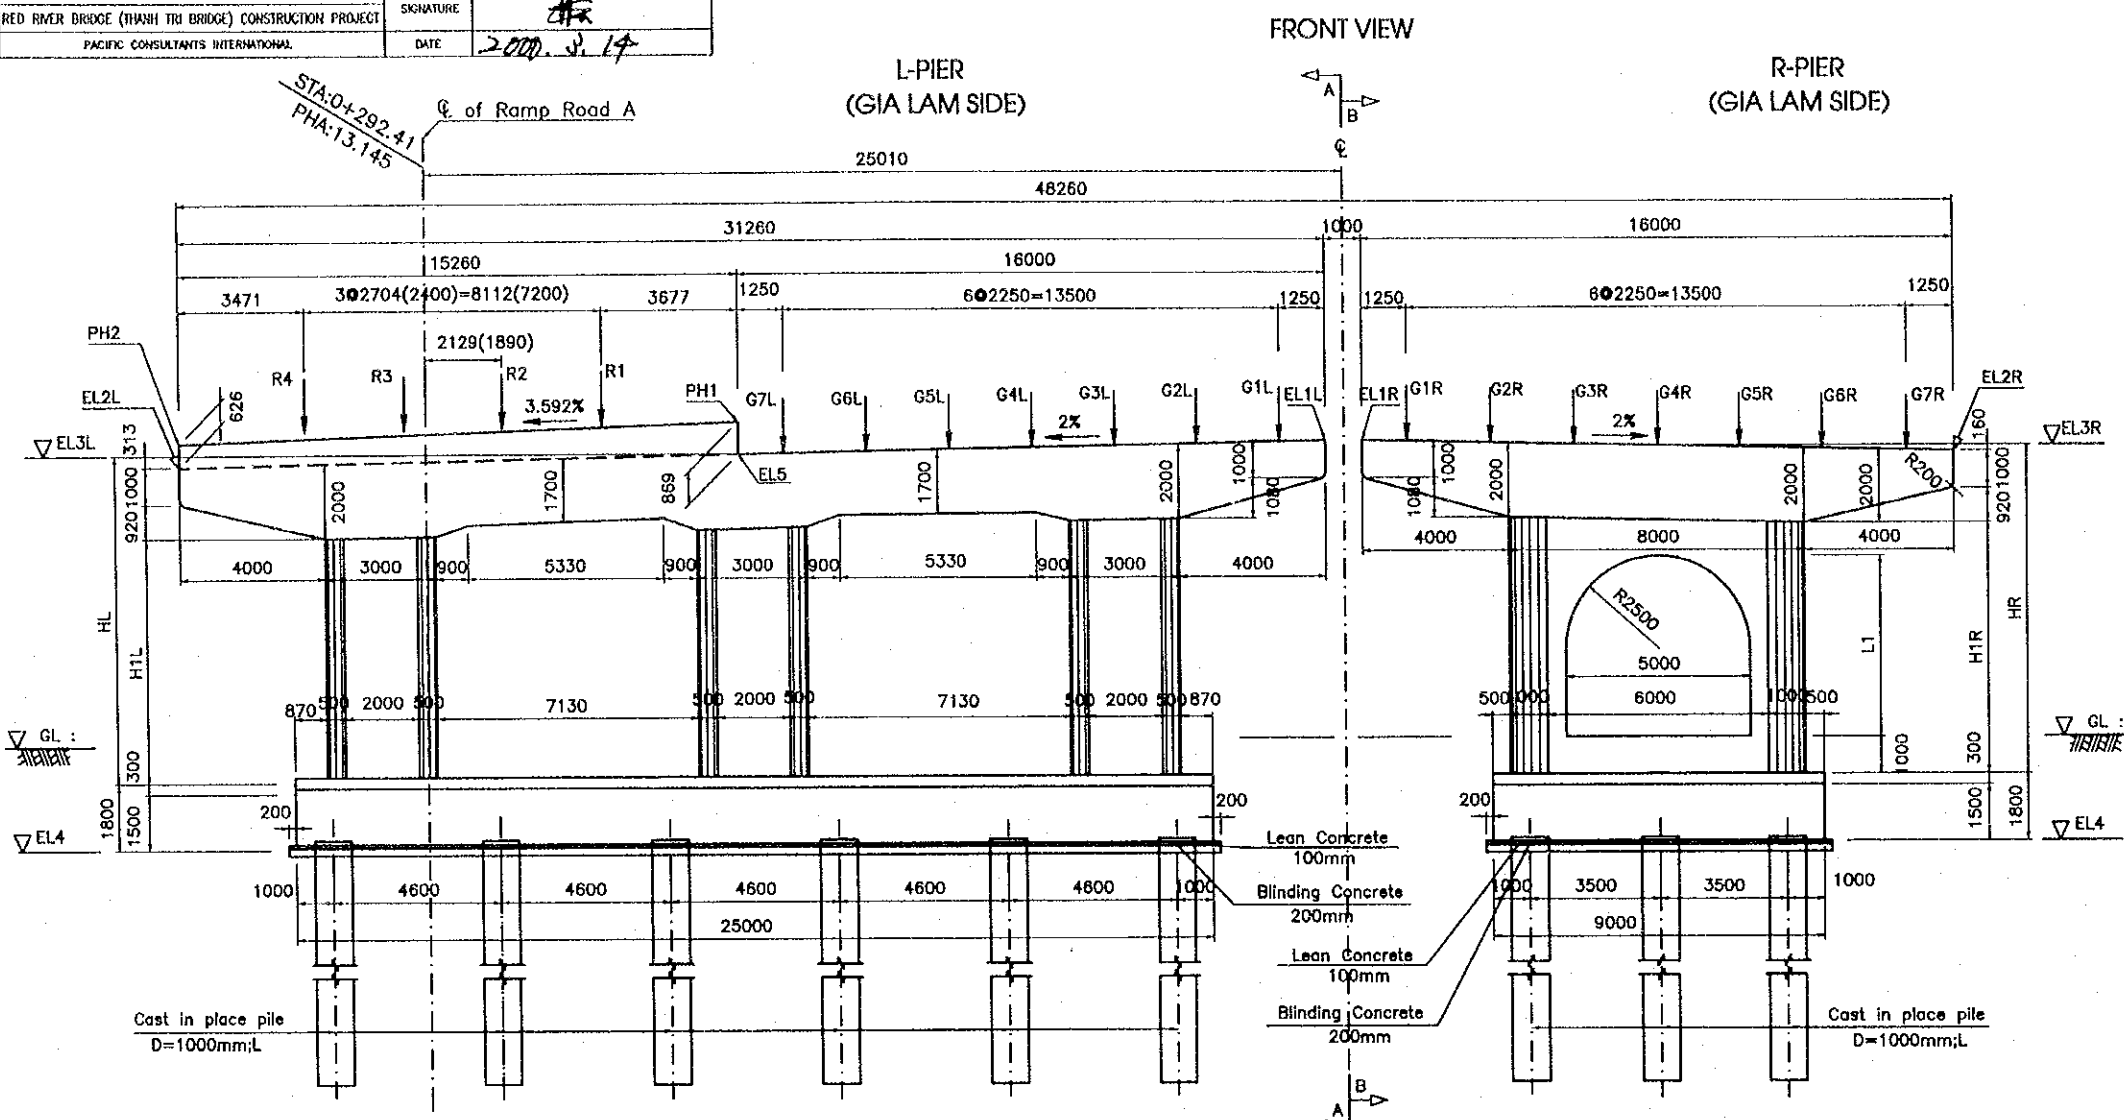 RED RIVER BRIDGE (THANH TRI BRIDGE) CONSTRUCTION PROJECT
SIGNATURE
PACIFIC CONSULTANTS INTERNATIONAL
DATE
2000. 3. 14
FRONT VIEW
L-PIER
(GIA LAM SIDE)
R-PIER
(GIA LAM SIDE)
STA:0+292.41
PHA:13.145
℄ of Ramp Road A
A
B
℄
25010
48260
31260
1000
16000
15260
16000
3471
3@2704(2400)=8112(7200)
3677
1250
6@2250=13500
1250
1250
6@2250=13500
1250
PH2
2129(1890)
R4
R3
R2
R1
PH1
EL2L
626
3.592%
G7L
G6L
G5L
G4L
G3L
G2L
G1L
EL1L
EL1R
G1R
G2R
G3R
G4R
G5R
G6R
G7R
EL2R
2%
2%
160
EL3L
313
EL3R
EL5
869
1000
920
2000
1700
1700
2000
1000
1080
1000
1080
2000
2000
2000
R200
1000
920
4000
3000
900
5330
900
3000
900
5330
900
3000
4000
4000
8000
4000
HL
H1L
R2500
L1
H1R
HR
5000
870
500
2000
500
7130
500
2000
500
7130
500
2000
500
870
500
1000
6000
1000
500
GL :
GL :
300
1000
300
1800
1500
200
200
200
1500
1800
EL4
EL4
Lean Concrete
100mm
1000
4600
4600
4600
4600
4600
1000
Blinding Concrete
200mm
1000
3500
3500
1000
25000
9000
Lean Concrete
100mm
Blinding Concrete
200mm
Cast in place pile
D=1000mm;L
Cast in place pile
D=1000mm;L
B
A